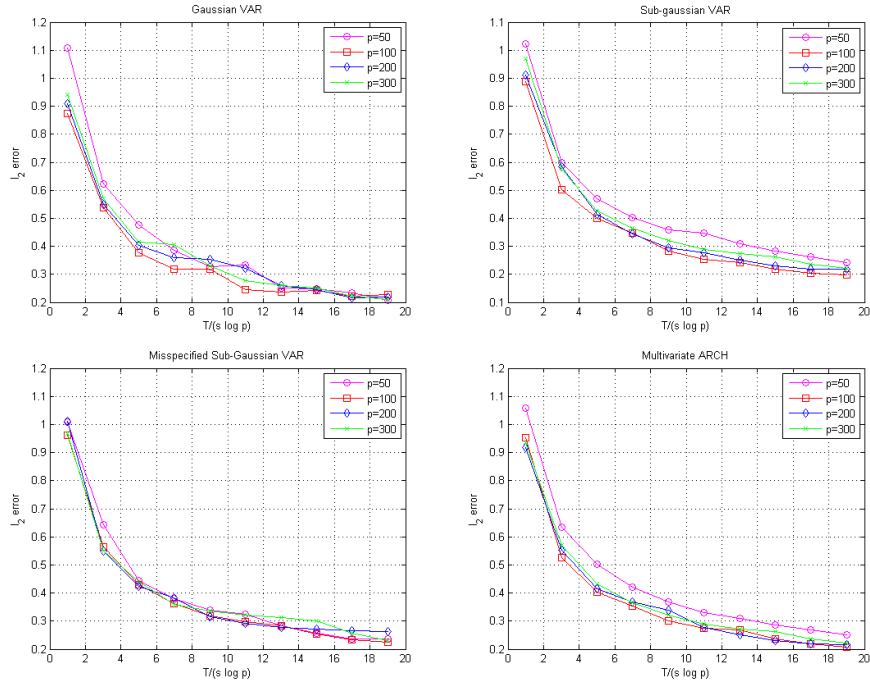 Gaussian VAR
1.2
1.1
1
0.9
0.8
0.7
0.6
0.5
0.4
0.3
0.2
l_2 error
p=50
p=100
p=200
p=300
0 2 4 6 8 10 12 14 16 18 20
T/(s log p)
Sub-gaussian VAR
1.1
1
0.9
0.8
0.7
0.6
0.5
0.4
0.3
0.2
0.1
l_2 error
p=50
p=100
p=200
p=300
0 2 4 6 8 10 12 14 16 18 20
T/(s log p)
Misspecified Sub-Gaussian VAR
1.2
1.1
1
0.9
0.8
0.7
0.6
0.5
0.4
0.3
0.2
l_2 error
p=50
p=100
p=200
p=300
0 2 4 6 8 10 12 14 16 18 20
T/(s log p)
Multivariate ARCH
1.2
1.1
1
0.9
0.8
0.7
0.6
0.5
0.4
0.3
0.2
l_2 error
p=50
p=100
p=200
p=300
0 2 4 6 8 10 12 14 16 18 20
T/(s log p)